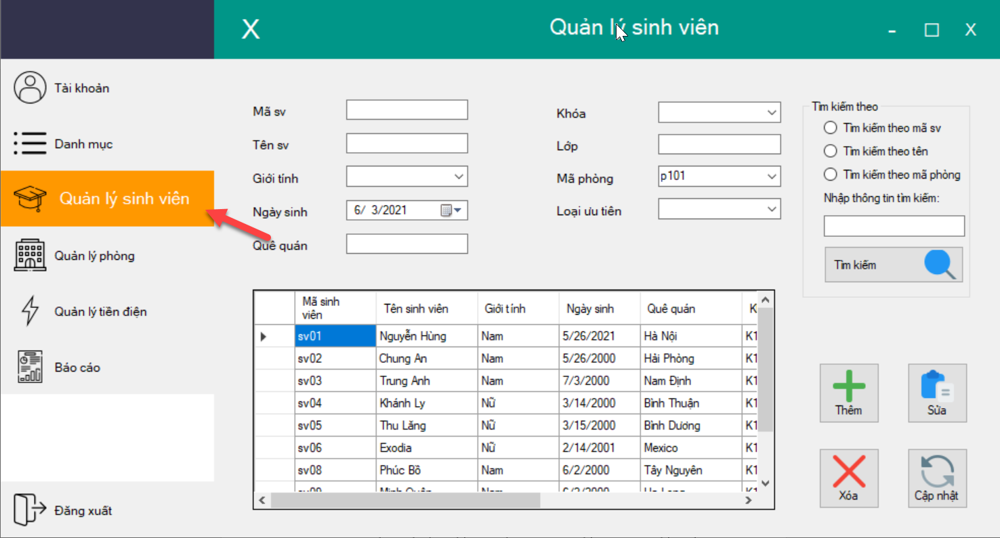 X Quản lý sinh viên - □ X
Tài khoản
Danh mục
Quản lý sinh viên
Quản lý phòng
Quản lý tiền điện
Báo cáo
Đăng xuất
Mã sv
Tên sv
Giới tính
Ngày sinh 6/ 3/2021
Quê quán
Khóa
Lớp
Mã phòng p101
Loại ưu tiên
Tìm kiếm theo
Tìm kiếm theo mã sv
Tìm kiếm theo tên
Tìm kiếm theo mã phòng
Nhập thông tin tìm kiếm:
Tìm kiếm
Mã sinh viên Tên sinh viên Giới tính Ngày sinh Quê quán
sv01 Nguyễn Hùng Nam 5/26/2021 Hà Nội K1
sv02 Chung An Nam 5/26/2000 Hải Phòng K1
sv03 Trung Anh Nam 7/3/2000 Nam Định K1
sv04 Khánh Ly Nữ 3/14/2000 Bình Thuận K1
sv05 Thu Lăng Nữ 3/15/2000 Bình Dương K1
sv06 Exodia Nữ 2/14/2001 Mexico K1
sv08 Phúc Bồ Nam 6/2/2000 Tây Nguyên K1
Thêm Sửa
Xóa Cập nhật